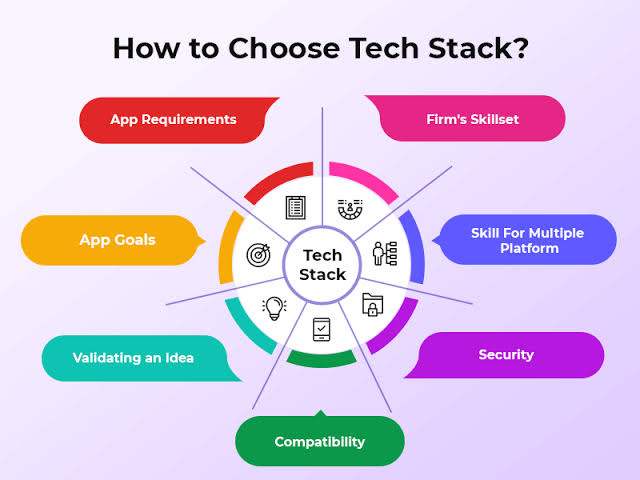 How to Choose Tech Stack?
App Requirements
Firm's Skillset
App Goals
Skill For Multiple
Platform
Tech
Stack
Validating an Idea
Security
Compatibility